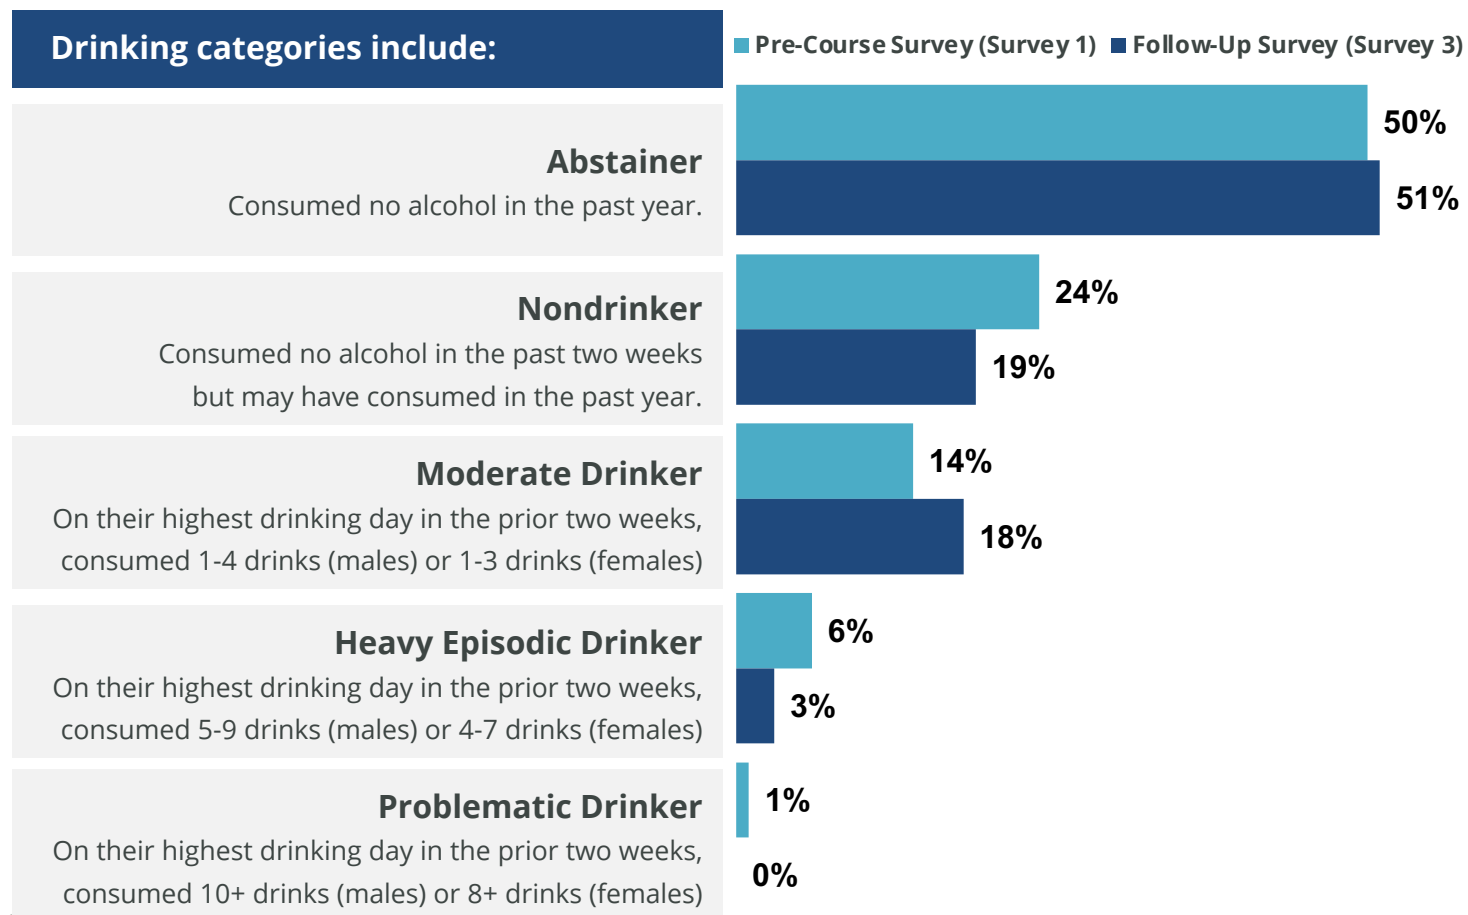 Drinking categories include:
Pre-Course Survey (Survey 1) Follow-Up Survey (Survey 3)
Abstainer
Consumed no alcohol in the past year.
50%
51%
Nondrinker
Consumed no alcohol in the past two weeks
but may have consumed in the past year.
24%
19%
Moderate Drinker
On their highest drinking day in the prior two weeks,
consumed 1-4 drinks (males) or 1-3 drinks (females)
14%
18%
Heavy Episodic Drinker
On their highest drinking day in the prior two weeks,
consumed 5-9 drinks (males) or 4-7 drinks (females)
6%
3%
Problematic Drinker
On their highest drinking day in the prior two weeks,
consumed 10+ drinks (males) or 8+ drinks (females)
1%
0%